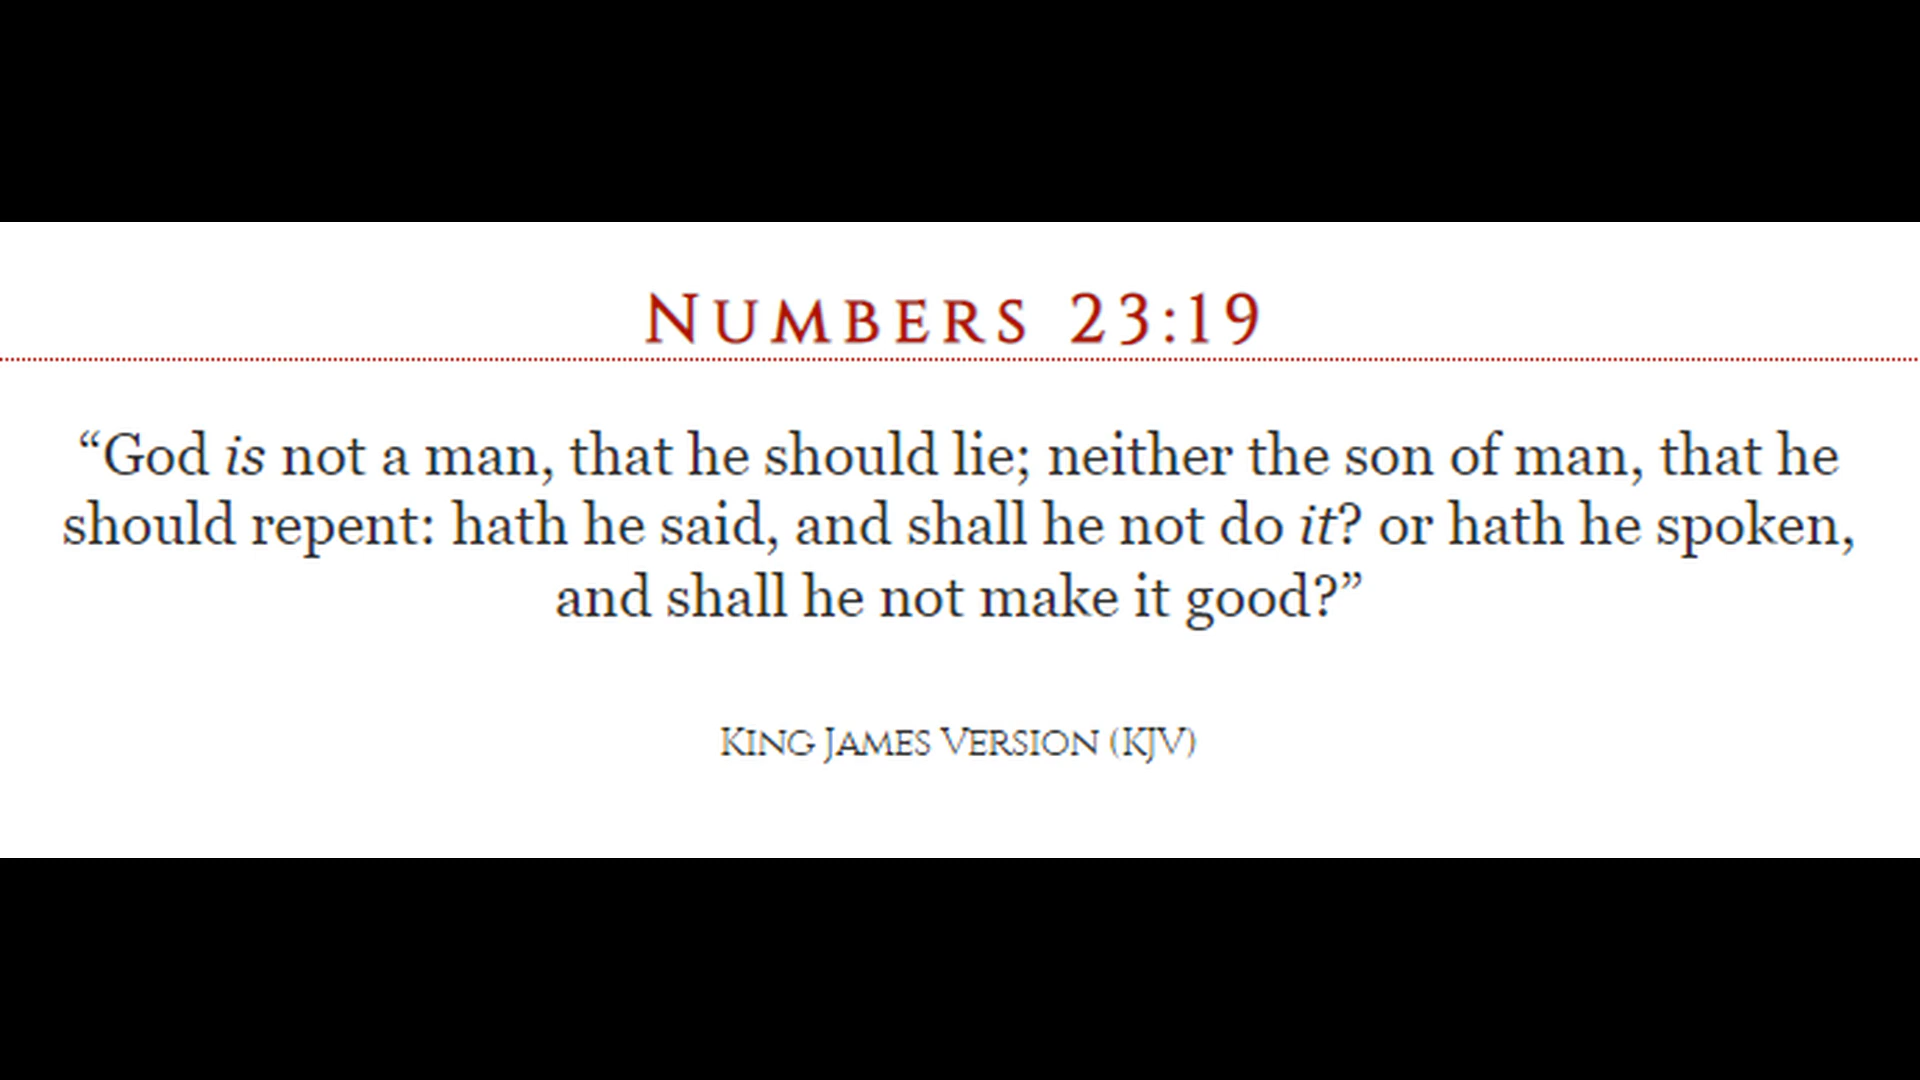 NUMBERS 23:19
“God is not a man, that he should lie; neither the son of man, that he
should repent: hath he said, and shall he not do it? or hath he spoken,
and shall he not make it good?”
KING JAMES VERSION (KJV)